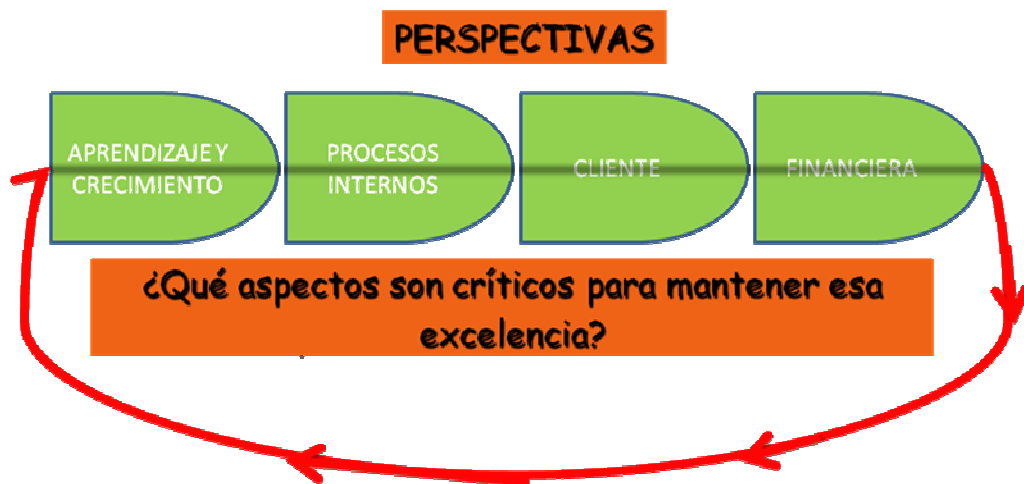 PERSPECTIVAS
APRENDIZAJE Y
CRECIMIENTO
PROCESOS
INTERNOS
CLIENTE
FINANCIERA
¿Qué aspectos son críticos para mantener esa
excelencia?